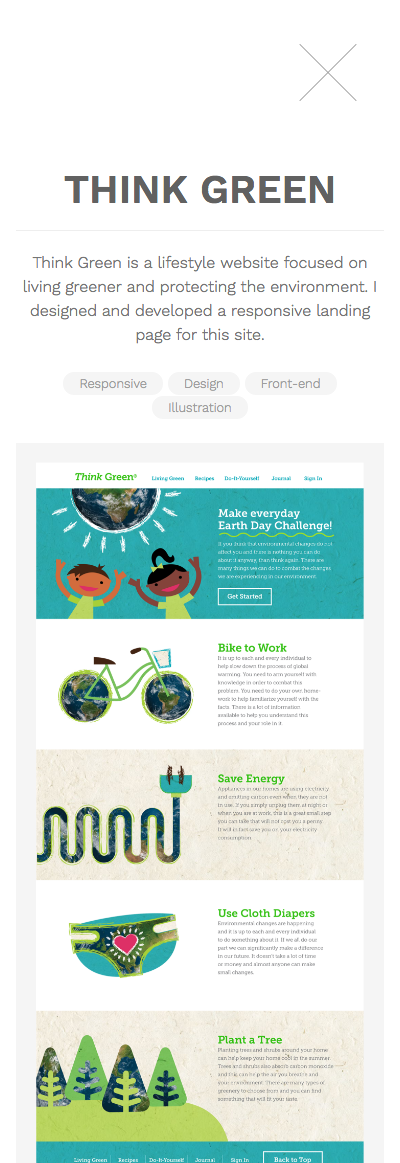 THINK GREEN
Think Green is a lifestyle website focused on
living greener and protecting the environment. I
designed and developed a responsive landing
page for this site.
Responsive Design Front-end
Illustration
Think Green®
Living Green Recipes Do-It-Yourself Journal Sign In
Make everyday
Earth Day Challenge!
If you think that environmental changes do not
affect you and there is nothing you can do
about it anyway, than think again. There are
many things we can do to combat the changes
we are experiencing in our environment.
Get Started
Bike to Work
It is up to each and every individual to
help slow down the process of global
warming. You need to arm yourself with
knowledge in order to combat this
problem. You need to do your own home-
work to help familiarize yourself with the
facts. There is a lot of information
available to help you understand this
process and your role in it.
Save Energy
Appliances in our homes are using electricity
and emitting carbon even when they are not
in use. If you simply unplug them at night or
when you are at work, this is a great small step
you can take that will not cost you a penny.
It will in fact save you on your electricity
consumption.
Use Cloth Diapers
Environmental changes are happening
and it is up to each and every individual
to do something about it. If we all do our
part we can significantly make a difference
in our future. It doesn't take a lot of time
or money and almost anyone can make
small changes.
Plant a Tree
Planting trees and shrubs around your home
can help keep your home cool in the summer.
Trees and shrubs also absorb carbon monoxide
and this can help the air you breathe and
your environment. There are many types of
greenery to choose from and you can find
something that will fit your taste.
Living Green Recipes Do-It-Yourself Journal Sign In Back to Top